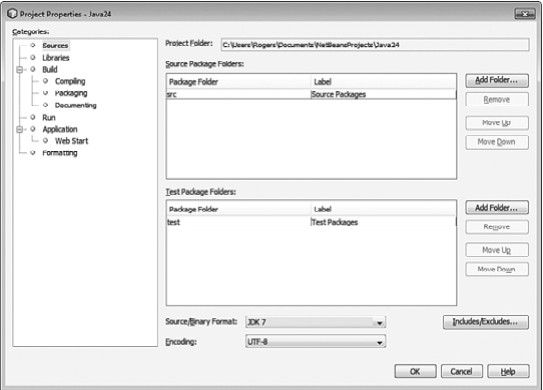 Project Properties - Java24
Categories:
Sources
Libraries
Build
Compiling
Packaging
Documenting
Run
Application
Web Start
Formatting
Project Folder: C:\Users\Rogers\Documents\NetBeansProjects\Java24
Source Package Folders:
Package Folder Label
src Source Packages
Add Folder...
Remove
Move Up
Move Down
Test Package Folders:
Package Folder Label
test Test Packages
Add Folder...
Remove
Move Up
Move Down
Source/Binary Format: JDK 7
Includes/Excludes...
Encoding: UTF-8
OK Cancel Help